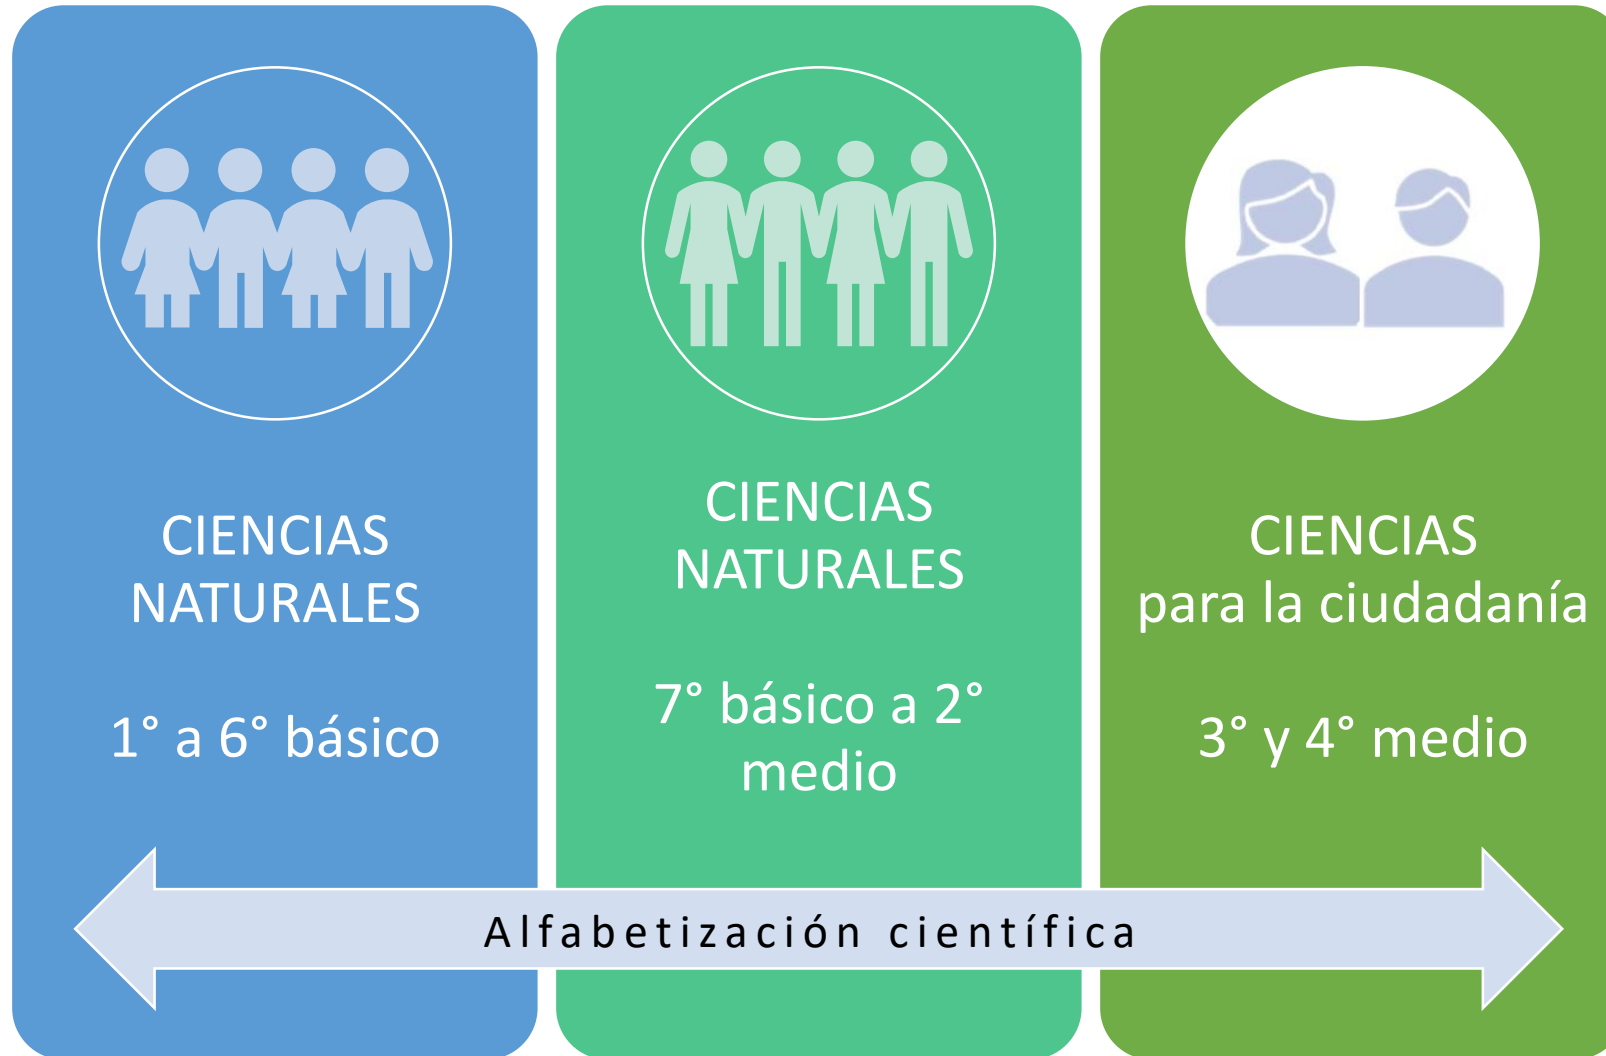 CIENCIAS
NATURALES
1° a 6° básico
CIENCIAS
NATURALES
7° básico a 2°
medio
CIENCIAS
para la ciudadanía
3° y 4° medio
Alfabetización científica